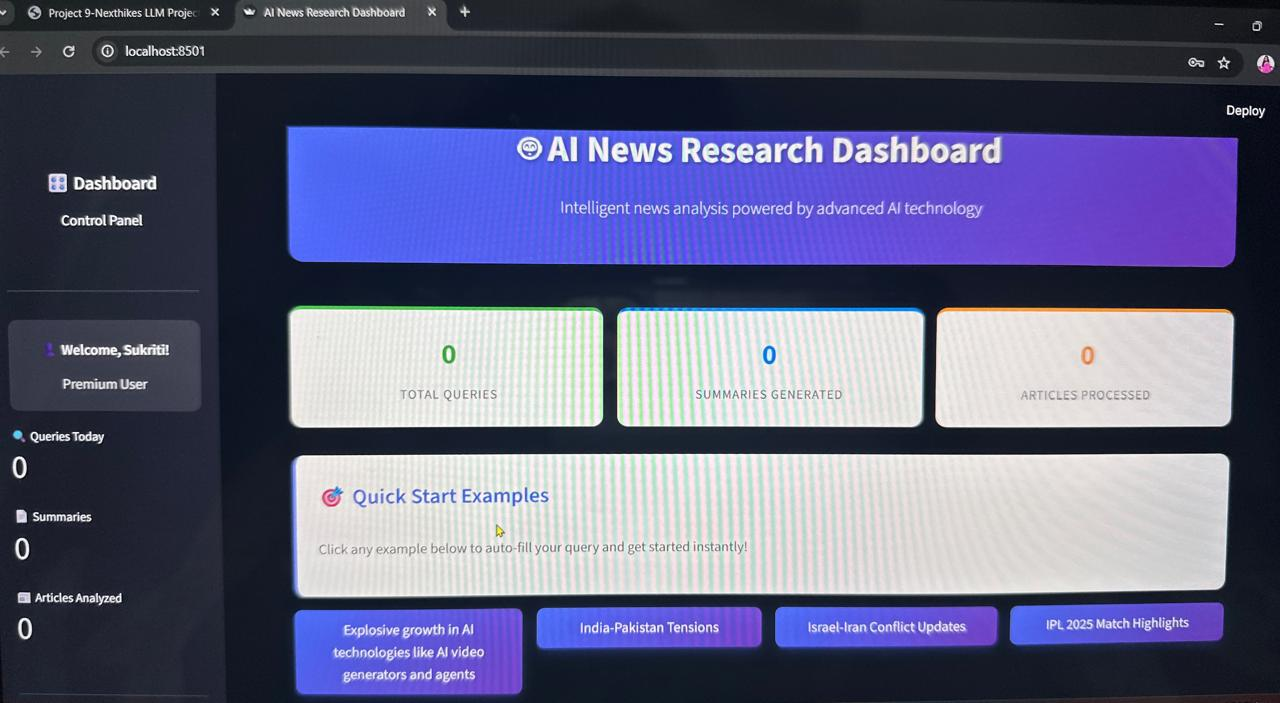 Project 9-Nexthikes LLM Projec
AI News Research Dashboard
localhost:8501
Deploy
Dashboard
Control Panel
Welcome, Sukriti!
Premium User
Queries Today
0
Summaries
0
Articles Analyzed
0
AI News Research Dashboard
Intelligent news analysis powered by advanced AI technology
0
TOTAL QUERIES
0
SUMMARIES GENERATED
0
ARTICLES PROCESSED
Quick Start Examples
Click any example below to auto-fill your query and get started instantly!
Explosive growth in AI
technologies like AI video
generators and agents
India-Pakistan Tensions
Israel-Iran Conflict Updates
IPL 2025 Match Highlights